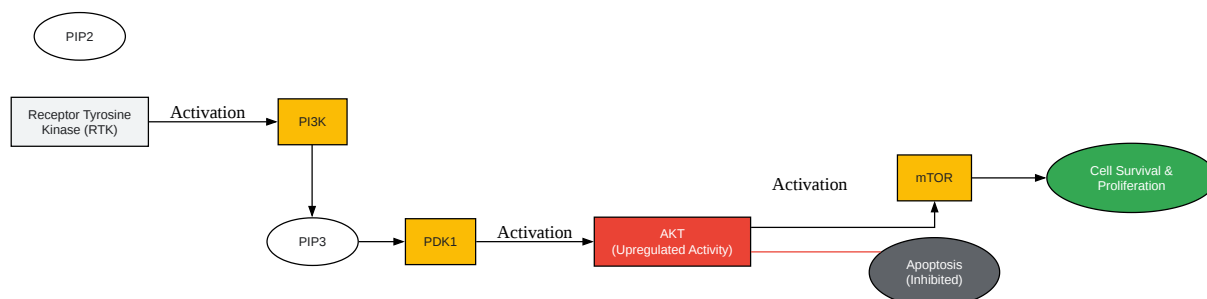 PIP2
Receptor Tyrosine
Kinase (RTK)
Activation
PI3K
PIP3
PDK1
Activation
AKT
(Upregulated Activity)
Activation
mTOR
Cell Survival &
Proliferation
Apoptosis
(Inhibited)